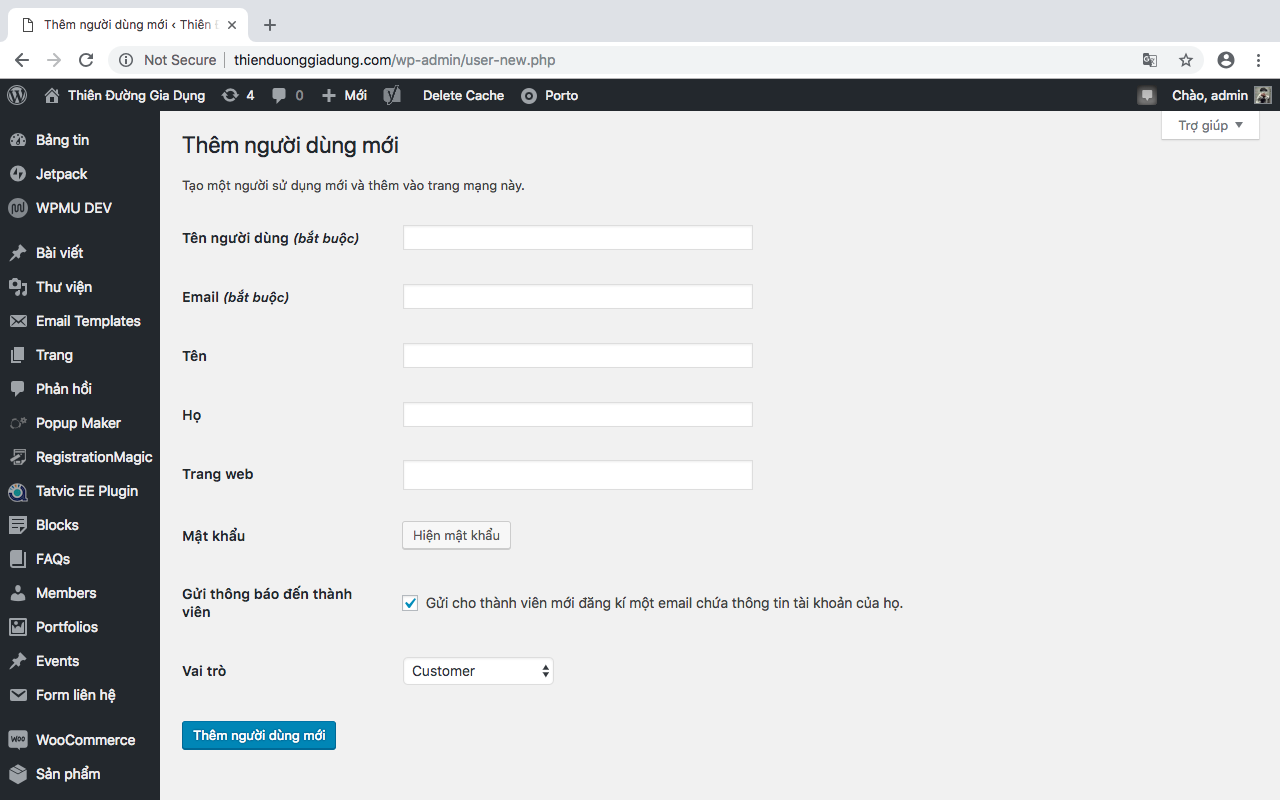 Thêm người dùng mới ‹ Thiên
Not Secure thienduonggiadung.com/wp-admin/user-new.php
Thiên Đường Gia Dụng 4 0 Mới Delete Cache Porto Chào, admin
Trợ giúp
Bảng tin
Jetpack
WPMU DEV
Bài viết
Thư viện
Email Templates
Trang
Phản hồi
Popup Maker
RegistrationMagic
Tatvic EE Plugin
Blocks
FAQs
Members
Portfolios
Events
Form liên hệ
WooCommerce
Sản phẩm
Thêm người dùng mới
Tạo một người sử dụng mới và thêm vào trang mạng này.
Tên người dùng (bắt buộc)
Email (bắt buộc)
Tên
Họ
Trang web
Mật khẩu Hiện mật khẩu
Gửi thông báo đến thành
viên
Gửi cho thành viên mới đăng kí một email chứa thông tin tài khoản của họ.
Vai trò Customer
Thêm người dùng mới